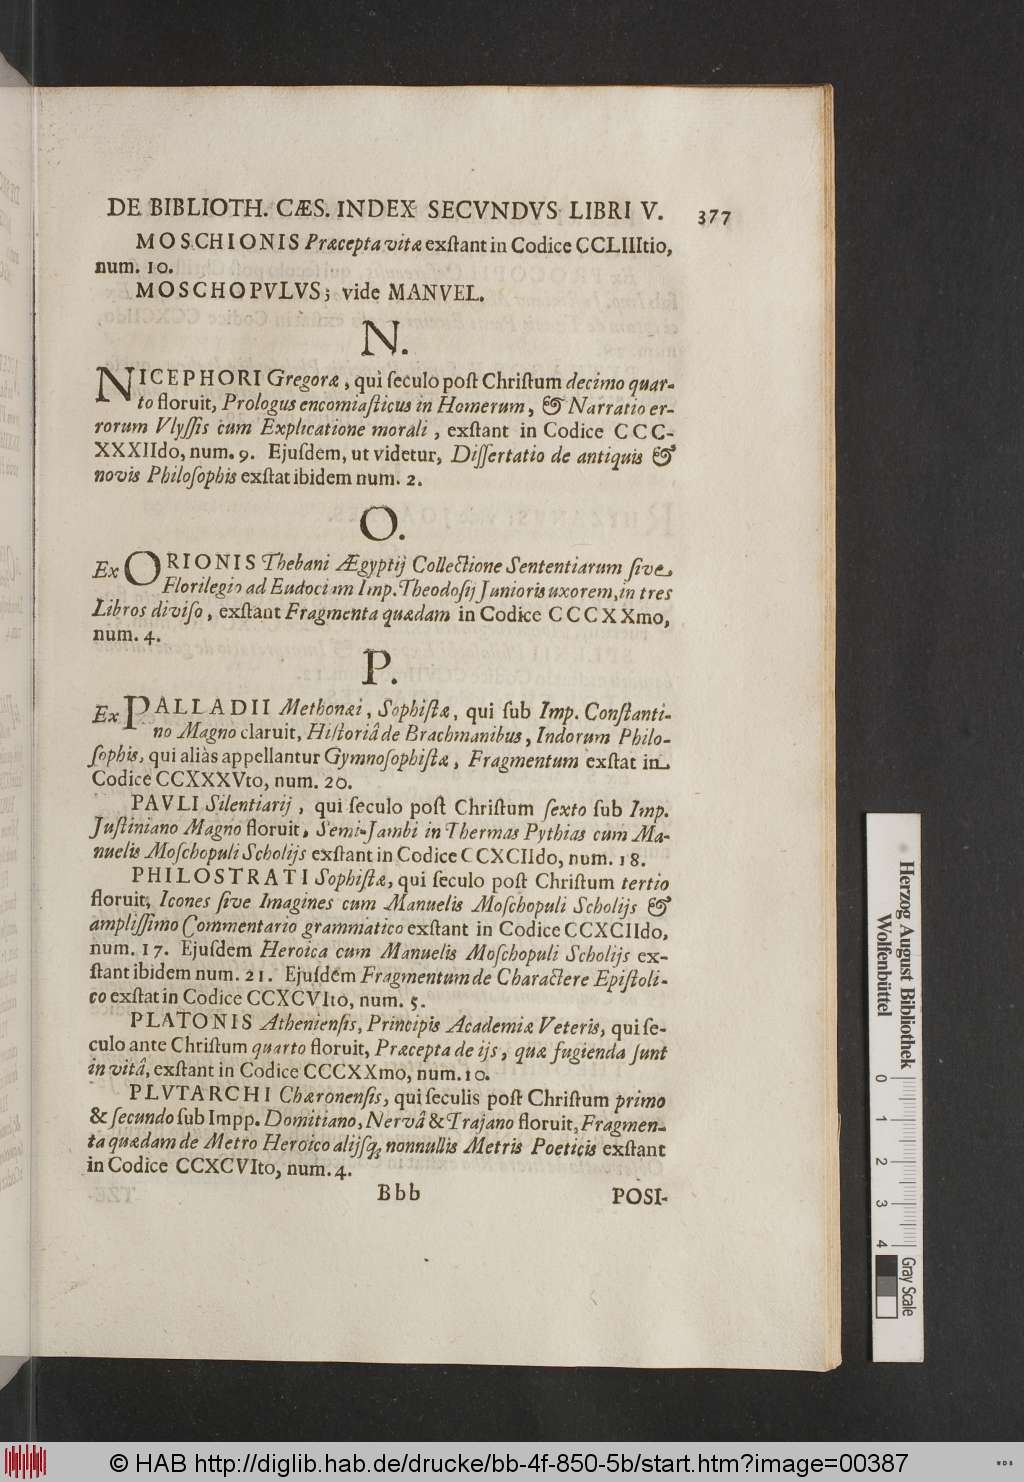 DE BIBLIOTH. CÆS. INDEX SECVNDVS LIBRI V. 377
MOSCHIONIS Præcepta vitæ exſtant in Codice CCLIIItio,
num. 10.
MOSCHOPVLVS; vide MANVEL.
N.
NICEPHORI Gregoræ, qui ſeculo poſt Chriſtum decimo quar-
to floruit, Prologus encomiaſticus in Homerum, & Narratio er-
rorum Vlyſſis cum Explicatione morali, exſtant in Codice CCC-
XXXIIdo, num. 9. Ejuſdem, ut videtur, Diſſertatio de antiquis &
novis Philoſophis exſtat ibidem num. 2.
O.
Ex ORIONIS Thebani Ægyptij Collectione Sententiarum ſive
Florilegio ad Eudociam Imp. Theodoſij Junioris uxorem, in tres
Libros diviſo, exſtant Fragmenta quædam in Codice CCCXXmo,
num. 4.
P.
Ex PALLADII Methonæi, Sophiſtæ, qui ſub Imp. Conſtanti-
no Magno claruit, Hiſtoriâ de Brachmanibus, Indorum Philo-
ſophis, qui aliàs appellantur Gymnoſophiſtæ, Fragmentum exſtat in
Codice CCXXXVto, num. 20.
PAVLI Silentiarij, qui ſeculo poſt Chriſtum ſexto ſub Imp.
Juſtiniano Magno floruit, Semi-Jambi in Thermas Pythias cum Ma-
nuelis Moſchopuli Scholijs exſtant in Codice CCXCIIdo, num. 18.
PHILOSTRATI Sophiſtæ, qui ſeculo poſt Chriſtum tertio
floruit, Icones ſive Imagines cum Manuelis Moſchopuli Scholijs &
ampliſſimo Commentario grammatico exſtant in Codice CCXCIIdo,
num. 17. Ejuſdem Heroica cum Manuelis Moſchopuli Scholijs ex-
ſtant ibidem num. 21. Ejuſdem Fragmentum de Charactere Epiſtoli-
co exſtat in Codice CCXCVIto, num. 5.
PLATONIS Athenienſis, Principis Academiæ Veteris, qui ſe-
culo ante Chriſtum quarto floruit, Præcepta de ijs, quæ fugienda ſunt
in vitâ, exſtant in Codice CCCXXmo, num. 10.
PLVTARCHI Chæronenſis, qui ſeculis poſt Chriſtum primo
& ſecundo ſub Impp. Domitiano, Nervâ & Trajano floruit, Fragmen-
ta quædam de Metro Heroico alijſq; nonnullis Metris Poeticis exſtant
in Codice CCXCVIto, num. 4.
Bbb POSI-
Herzog August Bibliothek
Wolfenbüttel
0 1 2 3 4
Gray Scale
© HAB http://diglib.hab.de/drucke/bb-4f-850-5b/start.htm?image=00387